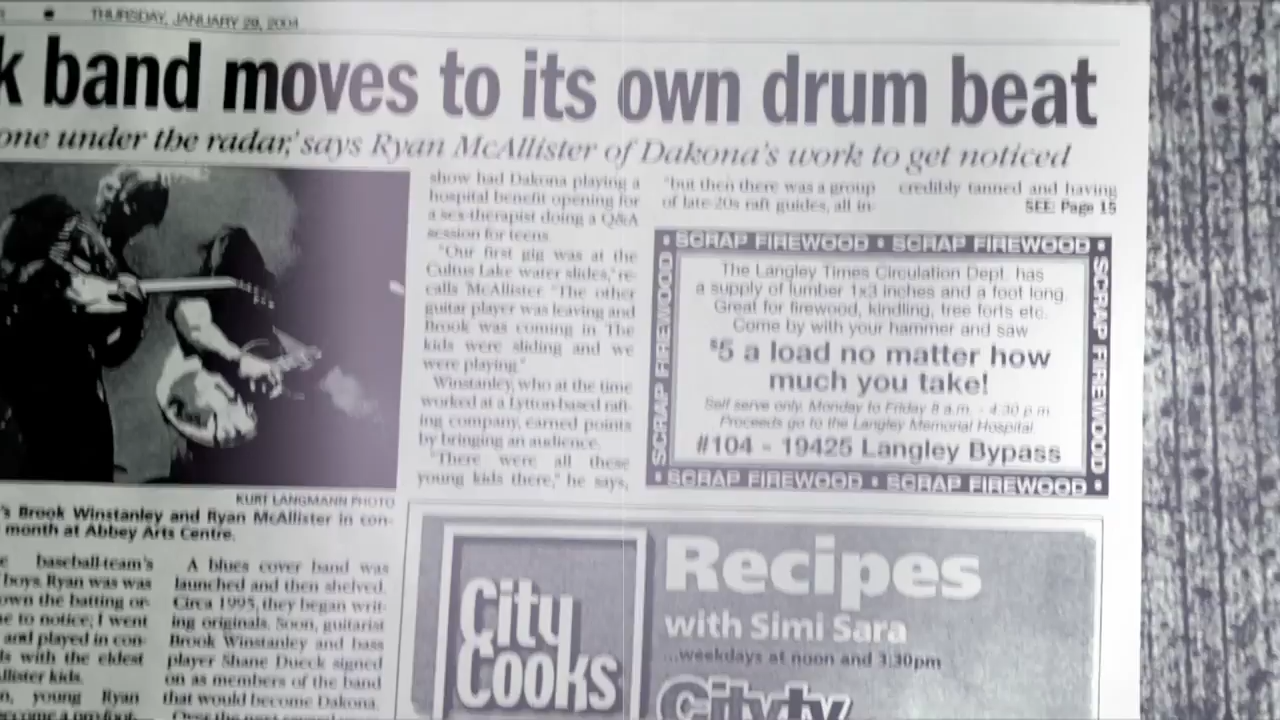 THURSDAY, JANUARY 29, 2004
k band moves to its own drum beat
one under the radar,' says Ryan McAllister of Dakona's work to get noticed
show had Dakona playing a
hospital benefit opening for
a sex-therapist doing a Q&A
session for teens.
"Our first gig was at the
Cultus Lake water slides," re-
calls McAllister. "The other
guitar player was leaving and
Brook was coming in. The
kids were sliding and we
were playing."
Winstanley, who at the time
worked at a Lytton-based raft-
ing company, earned points
by bringing an audience.
"There were all these
young kids there," he says,
"but then there was a group
of late-20s raft guides, all in-
credibly tanned and having
SEE: Page 15
SCRAP FIREWOOD • SCRAP FIREWOOD
SCRAP FIREWOOD
SCRAP FIREWOOD
The Langley Times Circulation Dept. has
a supply of lumber 1x3 inches and a foot long.
Great for firewood, kindling, tree forts etc.
Come by with your hammer and saw
$5 a load no matter how
much you take!
Self serve only, Monday to Friday 8 a.m. - 4:30 p.m.
Proceeds go to the Langley Memorial Hospital
#104 - 19425 Langley Bypass
SCRAP FIREWOOD • SCRAP FIREWOOD
KURT LANGMANN PHOTO
's Brook Winstanley and Ryan McAllister in con-
month at Abbey Arts Centre.
baseball-team's
boys. Ryan was was
own the batting or-
e to notice; I went
and played in con-
ls with the eldest
llister kids.
n, young Ryan
A blues cover band was
launched and then shelved.
Circa 1995, they began writ-
ing originals. Soon, guitarist
Brook Winstanley and bass
player Shane Dueck signed
on as members of the band
that would become Dakona.
City
Cooks
Recipes
with Simi Sara
...weekdays at noon and 3:30pm
Citytv